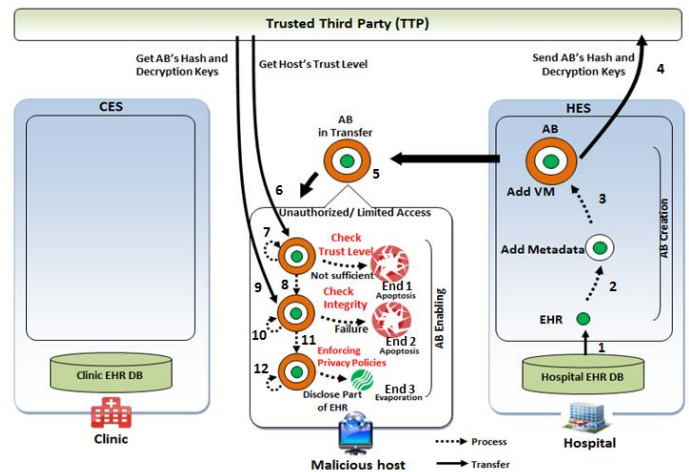 Trusted Third Party (TTP)
Get AB's Hash and
Decryption Keys
Get Host's Trust Level
Send AB's Hash and
Decryption Keys
4
CES
HES
AB
in Transfer
5
AB
Add VM
3
6
Unauthorized/ Limited Access
7
Check
Trust Level
Not sufficient
End 1
Apoptosis
8
9
Check
Integrity
Failure
End 2
Apoptosis
10
11
Enforcing
Privacy Policies
12
Disclose Part
of EHR
End 3
Evaporation
AB Enabling
Add Metadata
2
EHR
AB Creation
1
Clinic EHR DB
Hospital EHR DB
Clinic
Malicious host
Hospital
Process
Transfer